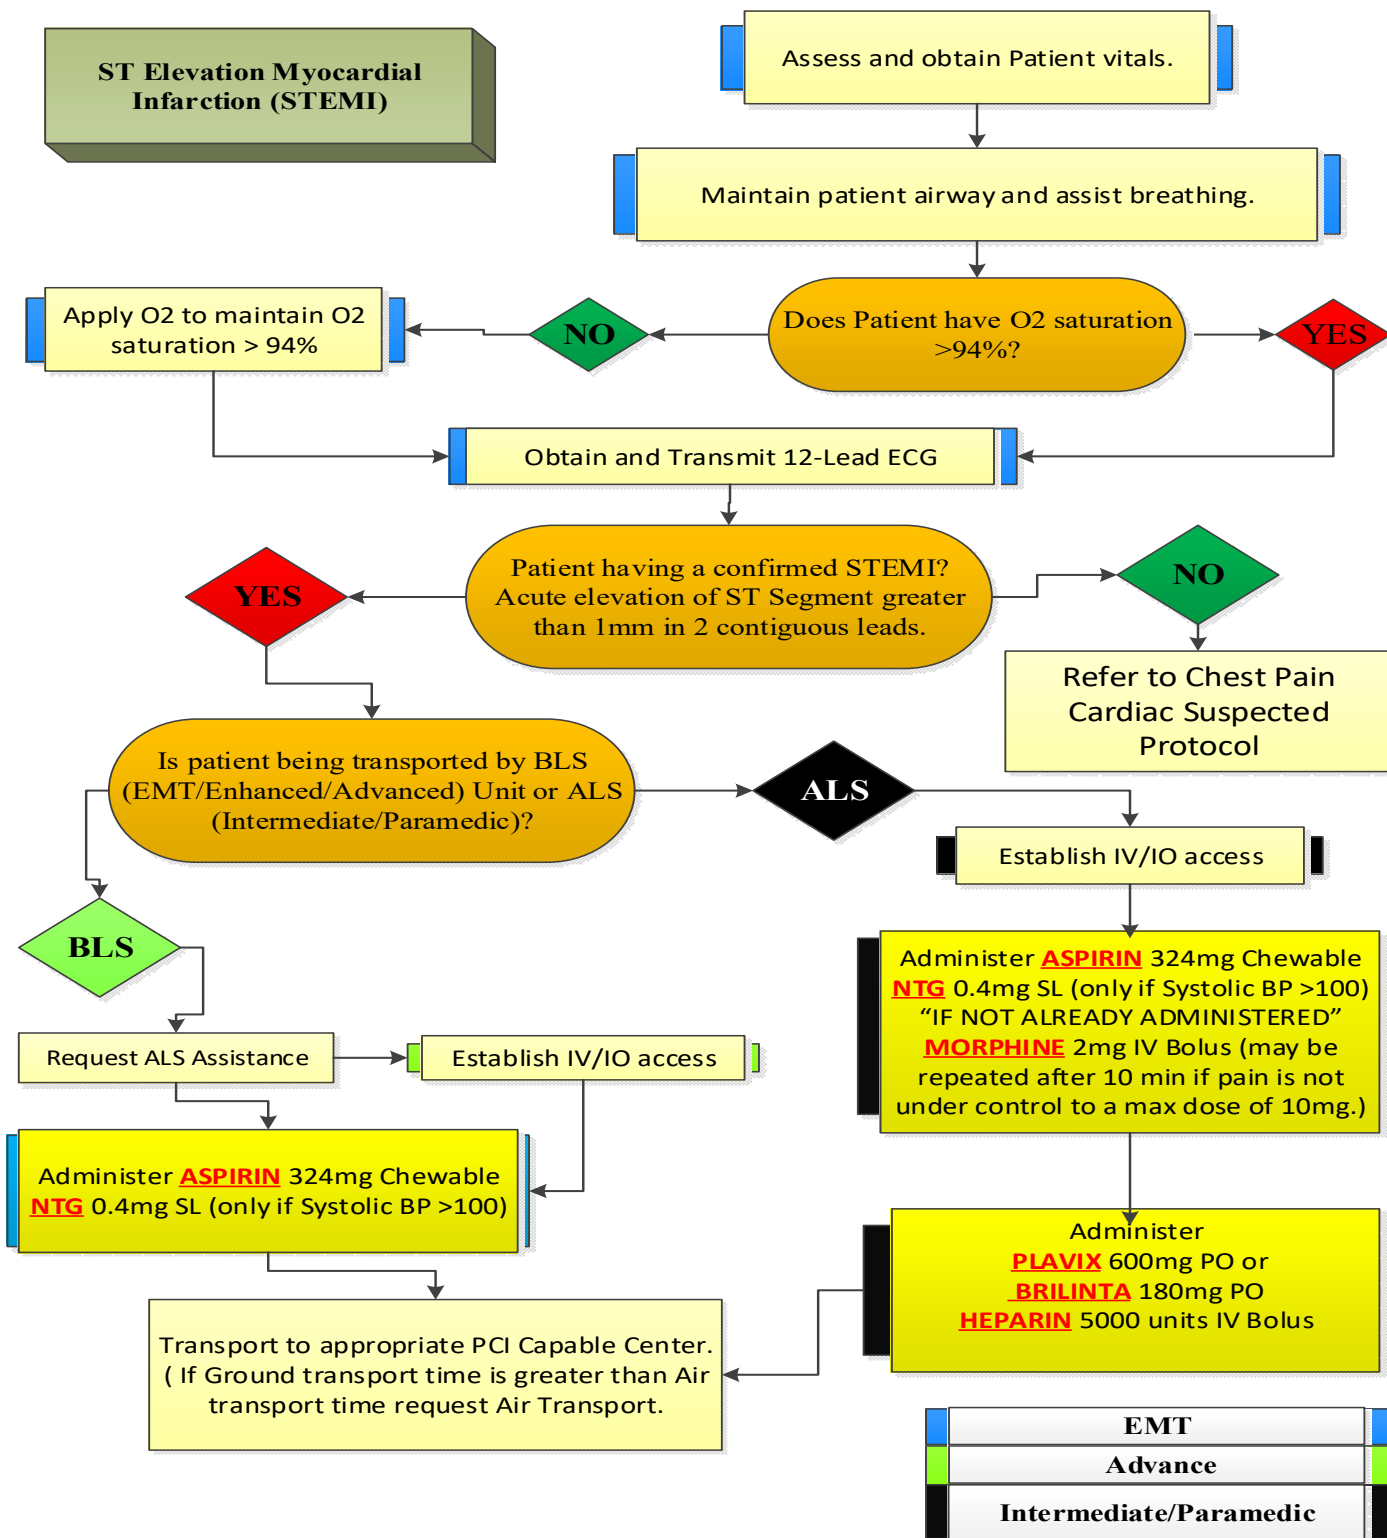 ST Elevation Myocardial
Infarction (STEMI)
Assess and obtain Patient vitals.
Maintain patient airway and assist breathing.
Does Patient have O2 saturation
>94%?
NO
YES
Apply O2 to maintain O2
saturation > 94%
Obtain and Transmit 12-Lead ECG
Patient having a confirmed STEMI?
Acute elevation of ST Segment greater
than 1mm in 2 contiguous leads.
YES
NO
Refer to Chest Pain
Cardiac Suspected
Protocol
Is patient being transported by BLS
(EMT/Enhanced/Advanced) Unit or ALS
(Intermediate/Paramedic)?
ALS
Establish IV/IO access
BLS
Administer ASPIRIN 324mg Chewable
NTG 0.4mg SL (only if Systolic BP >100)
“IF NOT ALREADY ADMINISTERED”
MORPHINE 2mg IV Bolus (may be
repeated after 10 min if pain is not
under control to a max dose of 10mg.)
Request ALS Assistance
Establish IV/IO access
Administer ASPIRIN 324mg Chewable
NTG 0.4mg SL (only if Systolic BP >100)
Administer
PLAVIX 600mg PO or
BRILINTA 180mg PO
HEPARIN 5000 units IV Bolus
Transport to appropriate PCI Capable Center.
( If Ground transport time is greater than Air
transport time request Air Transport.
EMT
Advance
Intermediate/Paramedic